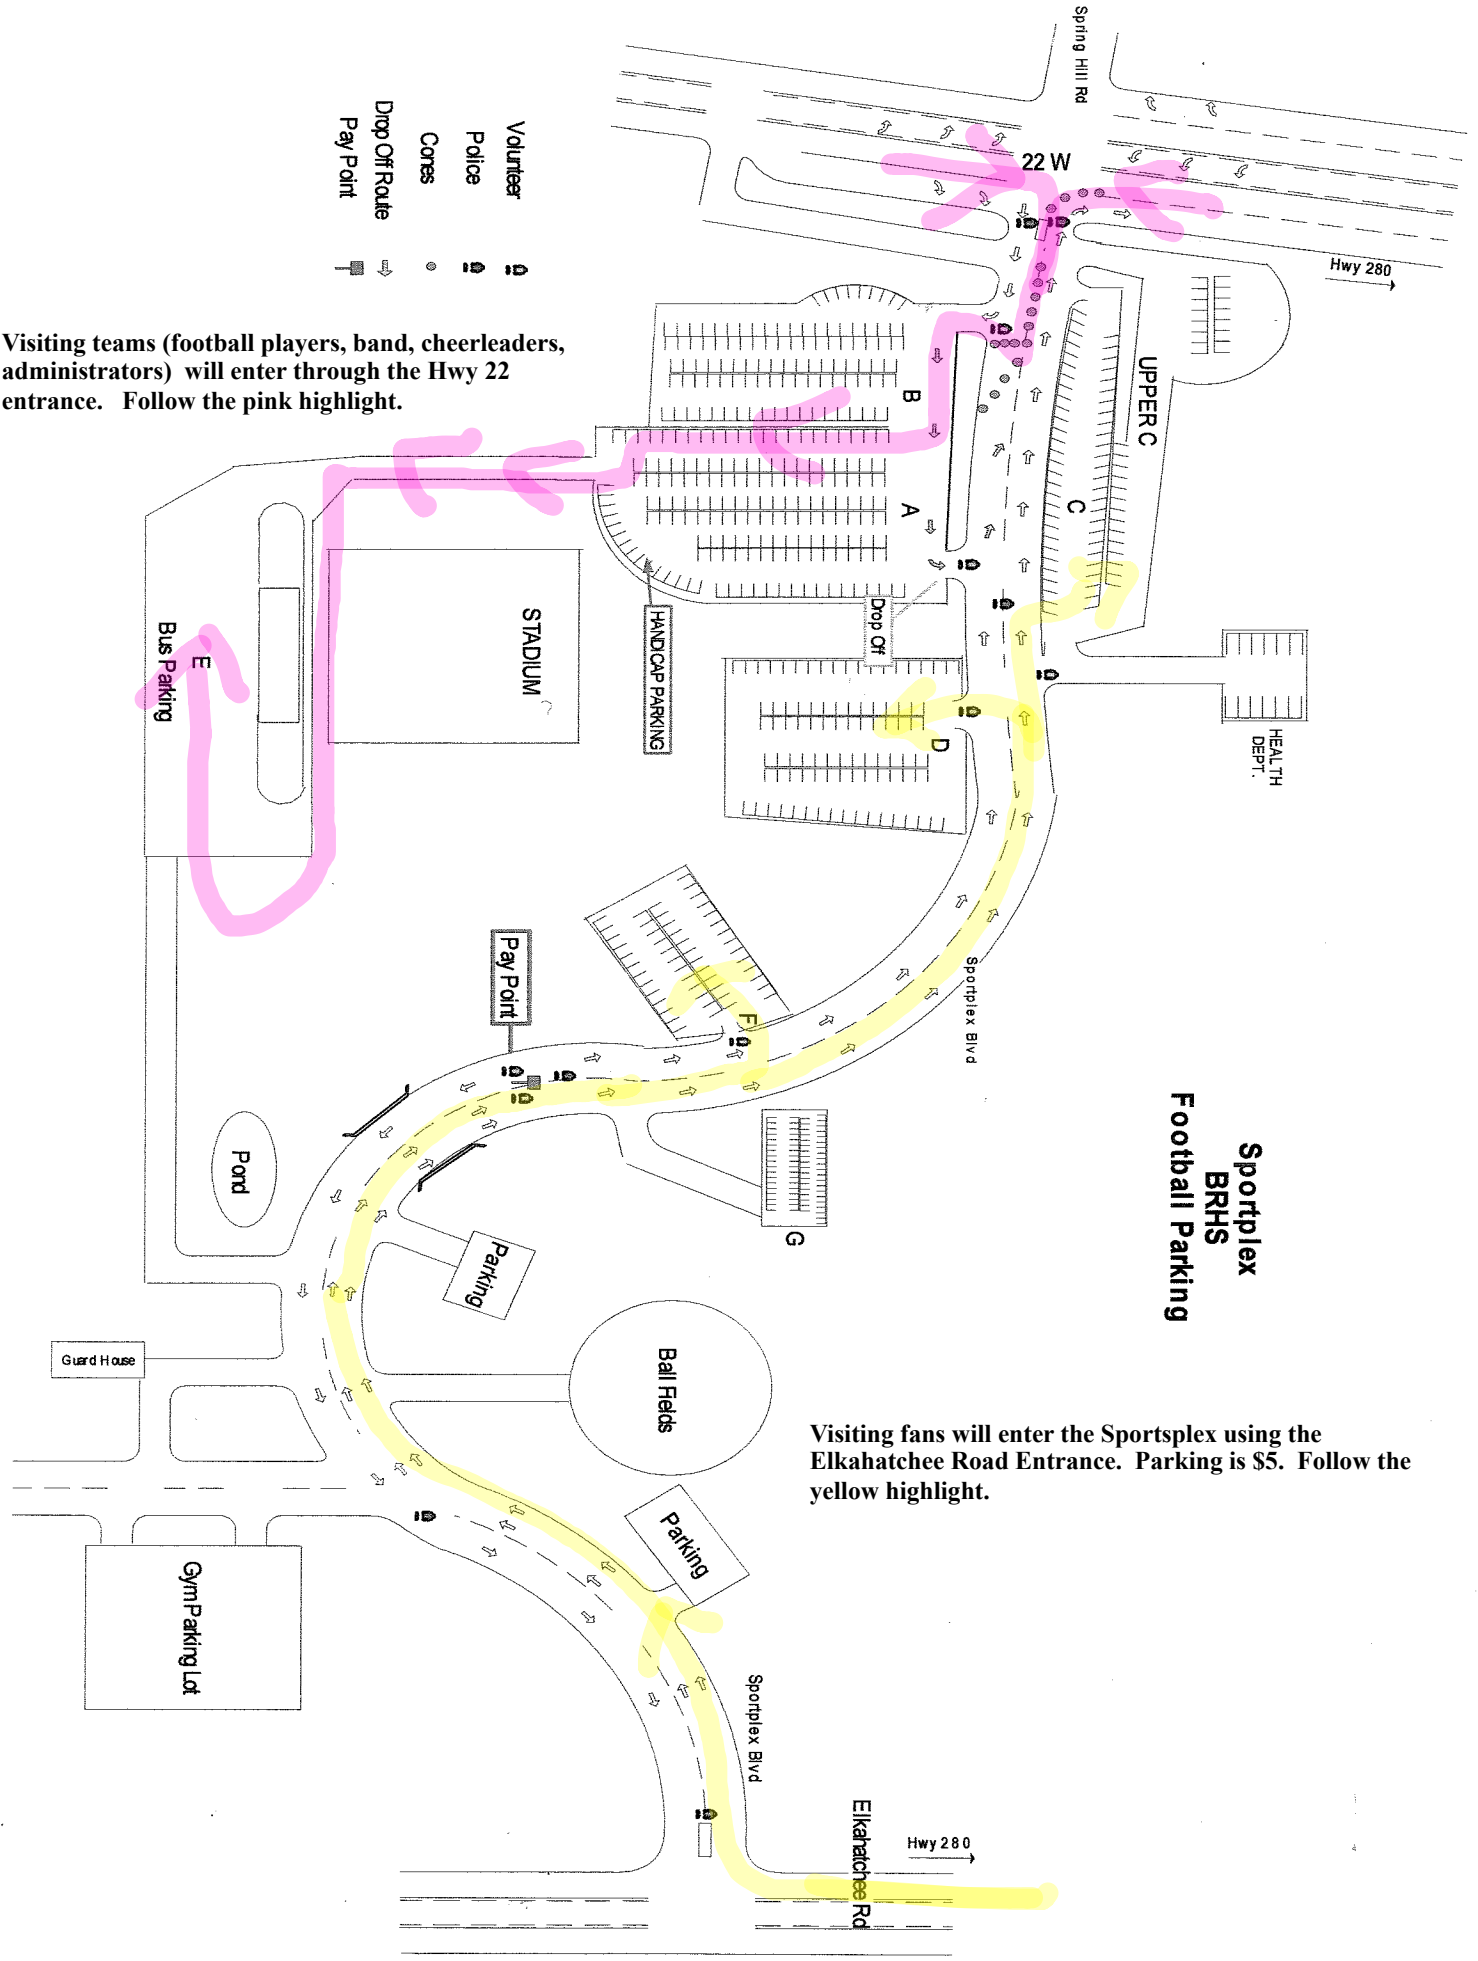 Spring Hill Rd
22 W
Hwy 280
Volunteer
Police
Cones
Drop Off Route
Pay Point
Visiting teams (football players, band, cheerleaders,
administrators)  will enter through the Hwy 22
entrance.   Follow the pink highlight.
UPPER C
B
C
A
STADIUM
HANDICAP PARKING
Drop Off
E
Bus Parking
D
HEALTH
DEPT.
Sportplex Blvd
Pay Point
F
Sportplex
BRHS
Football Parking
G
Pond
Parking
Guard House
Ball Fields
Visiting fans will enter the Sportsplex using the
Elkahatchee Road Entrance.  Parking is $5.  Follow the
yellow highlight.
Parking
Gym Parking Lot
Sportplex Blvd
Elkahatchee Rd
Hwy 280